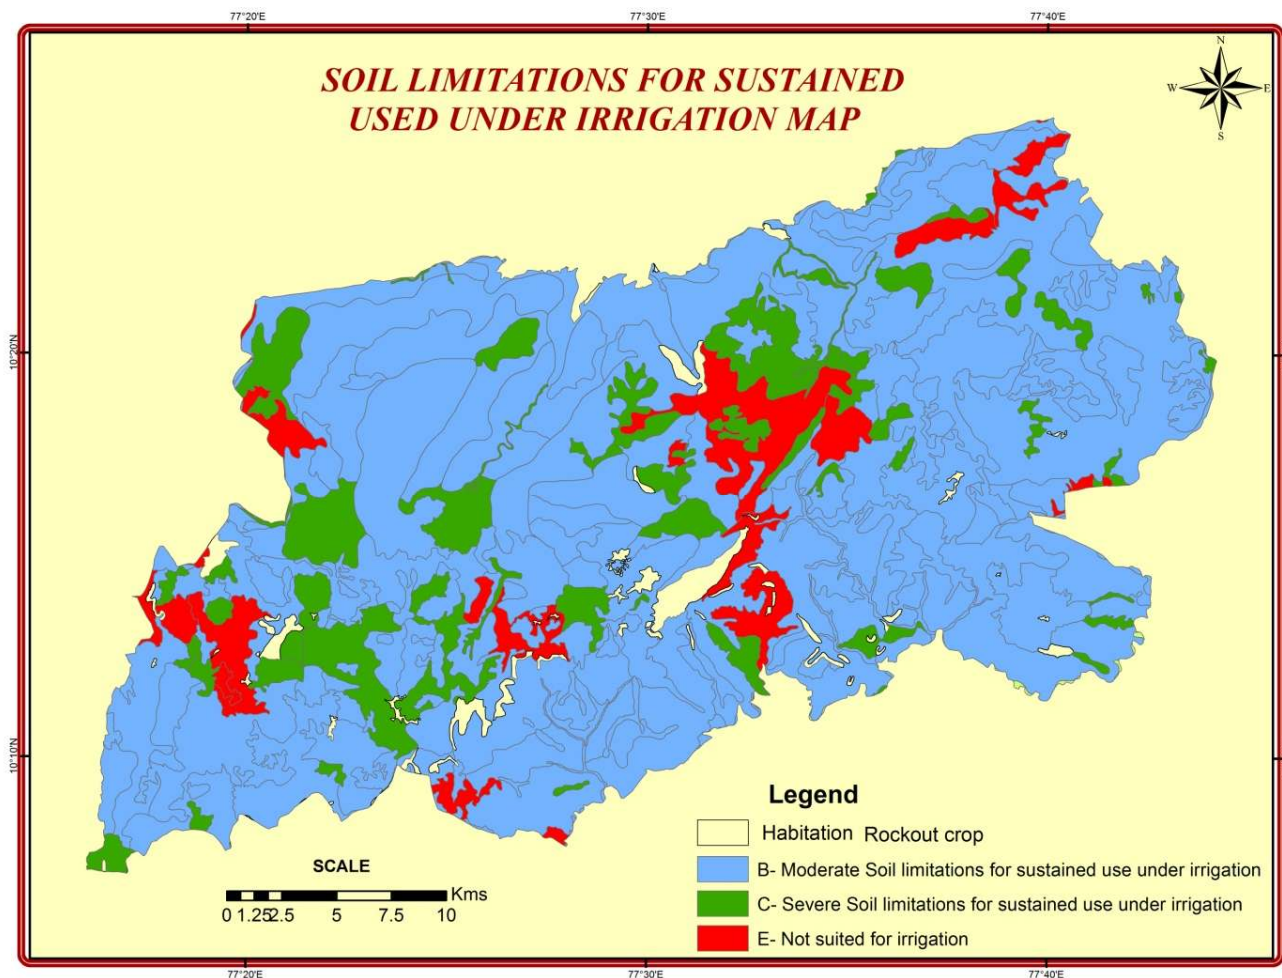 77°20'E 77°30'E 77°40'E
N
W E
S
SOIL LIMITATIONS FOR SUSTAINED
USED UNDER IRRIGATION MAP
10°20'N
10°10'N
Legend
Habitation Rockout crop
B- Moderate Soil limitations for sustained use under irrigation
C- Severe Soil limitations for sustained use under irrigation
E- Not suited for irrigation
SCALE
Kms
0 1.25 2.5 5 7.5 10
77°20'E 77°30'E 77°40'E